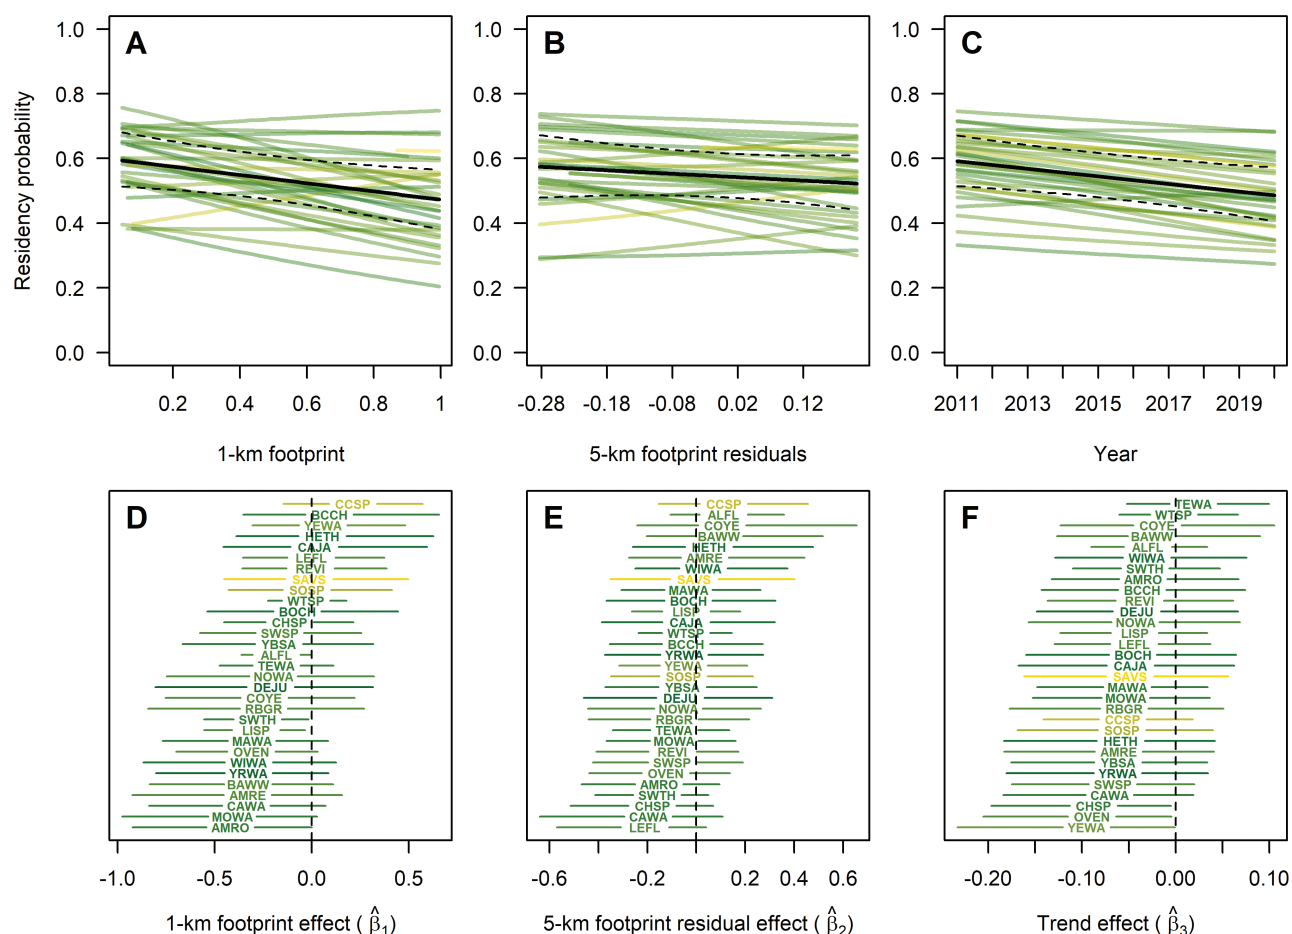 A
B
C
Residency probability
1.0
0.8
0.6
0.4
0.2
0.0
1.0
0.8
0.6
0.4
0.2
0.0
1.0
0.8
0.6
0.4
0.2
0.0
0.2 0.4 0.6 0.8 1
-0.28 -0.18 -0.08 0.02 0.12
2011 2013 2015 2017 2019
1-km footprint
5-km footprint residuals
Year
D
CCSP
BCCH
YEWA
HETH
CAJA
LEFL
REVI
SAVS
SOSP
WTSP
BOCH
CHSP
SWSP
YBSA
ALFL
TEWA
NOWA
DEJU
COYE
RBGR
SWTH
LISP
MAWA
OVEN
WIWA
YRWA
BAWW
AMRE
CAWA
MOWA
AMRO
-1.0 -0.5 0.0 0.5
1-km footprint effect ( β̂1)
E
CCSP
ALFL
COYE
BAWW
HETH
AMRE
WIWA
SAVS
MAWA
BOCH
LISP
CAJA
WTSP
BCCH
YRWA
YEWA
SOSP
YBSA
DEJU
NOWA
RBGR
TEWA
MOWA
REVI
SWSP
OVEN
AMRO
SWTH
CHSP
CAWA
LEFL
-0.6 -0.2 0.2 0.4 0.6
5-km footprint residual effect ( β̂2)
F
TEWA
WTSP
COYE
BAWW
ALFL
WIWA
SWTH
AMRO
BCCH
REVI
DEJU
NOWA
LISP
LEFL
BOCH
CAJA
SAVS
MAWA
MOWA
RBGR
CCSP
SOSP
HETH
AMRE
YBSA
YRWA
SWSP
CAWA
CHSP
OVEN
YEWA
-0.20 -0.10 0.00 0.10
Trend effect ( β̂3)